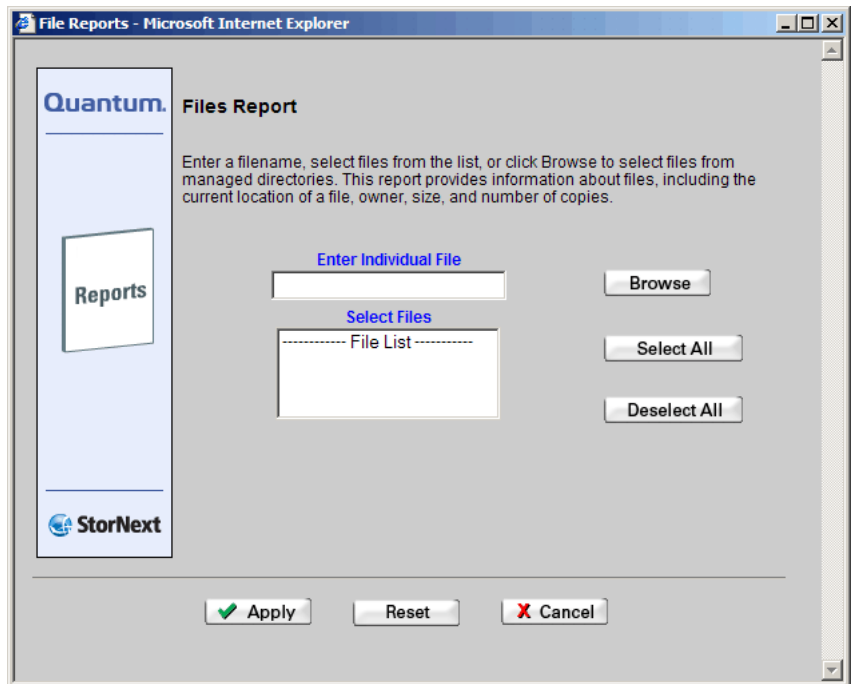 File Reports - Microsoft Internet Explorer
Quantum.
Files Report
Enter a filename, select files from the list, or click Browse to select files from
managed directories. This report provides information about files, including the
current location of a file, owner, size, and number of copies.
Reports
Enter Individual File
Browse
Select Files
------------ File List -----------
Select All
Deselect All
StorNext
Apply
Reset
Cancel